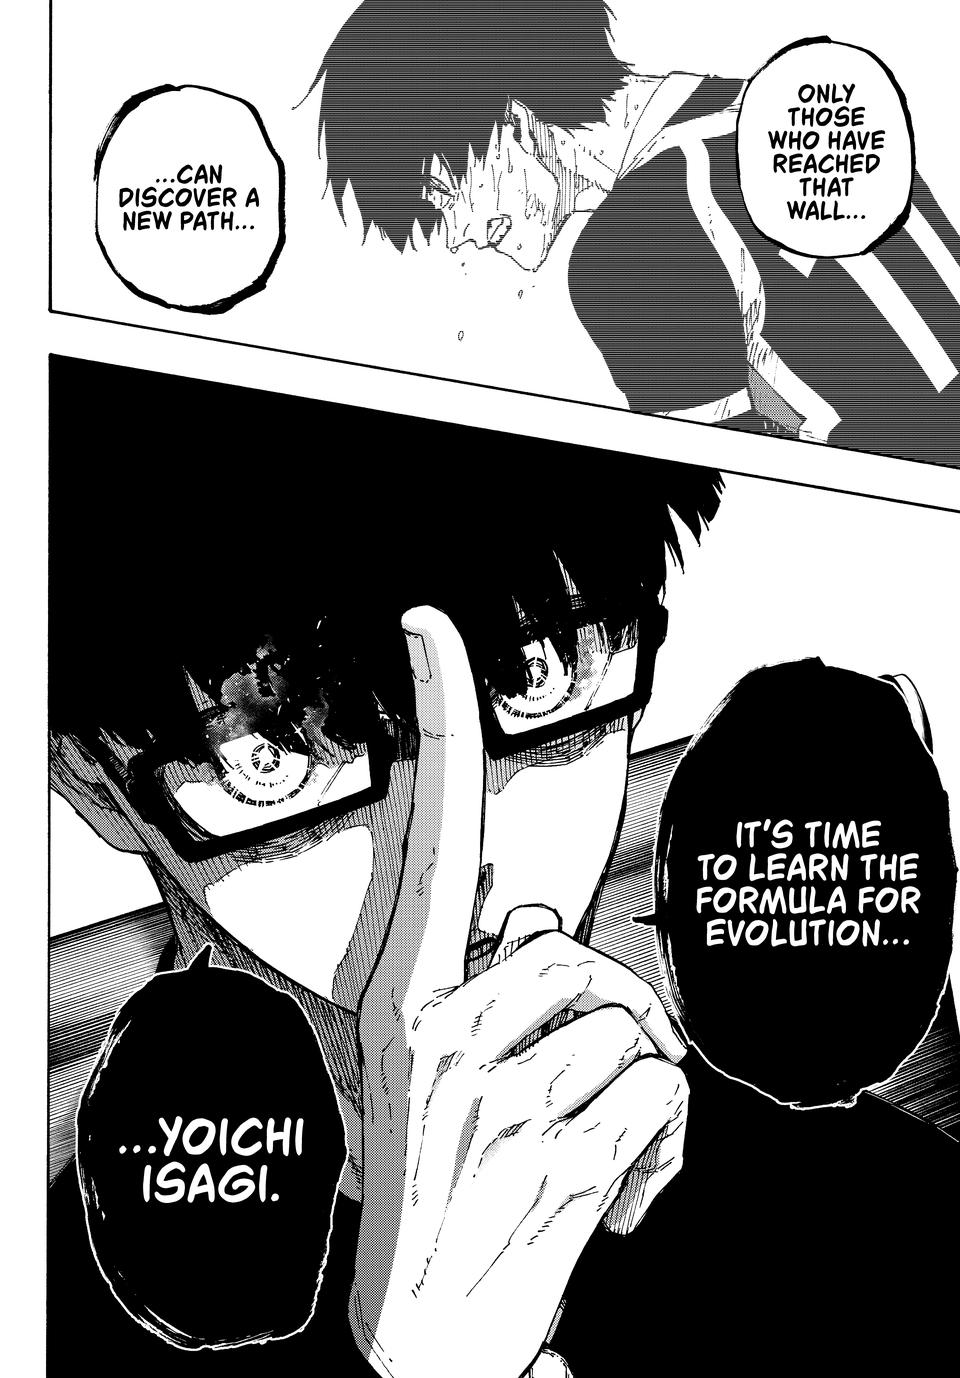 ONLY
THOSE
WHO HAVE
REACHED
THAT
WALL...
...CAN
DISCOVER A
NEW PATH...
IT'S TIME
TO LEARN THE
FORMULA FOR
EVOLUTION...
...YOICHI
ISAGI.